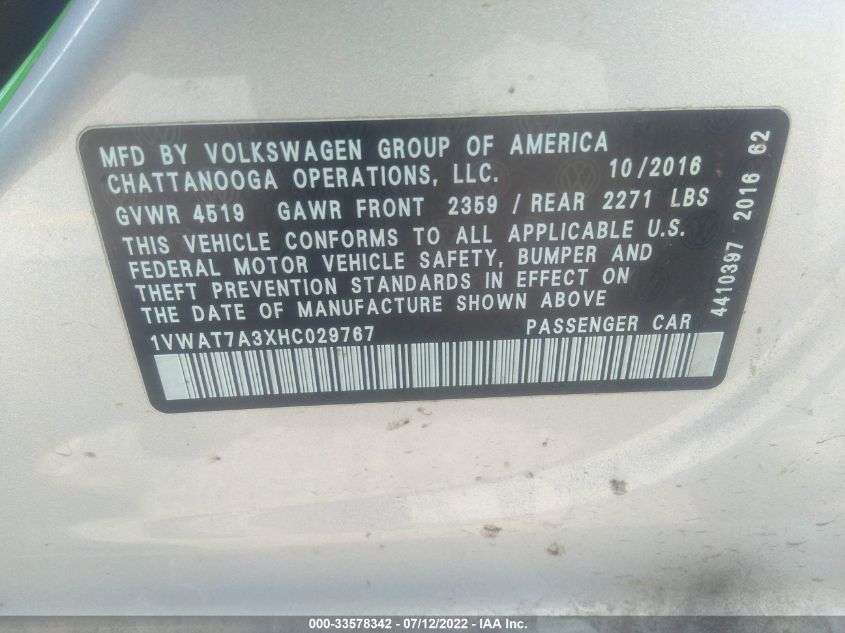 MFD BY VOLKSWAGEN GROUP OF AMERICA
CHATTANOOGA OPERATIONS, LLC. 10/2016
GVWR 4519 GAWR FRONT 2359 / REAR 2271 LBS
THIS VEHICLE CONFORMS TO ALL APPLICABLE U.S.
FEDERAL MOTOR VEHICLE SAFETY, BUMPER AND
THEFT PREVENTION STANDARDS IN EFFECT ON
THE DATE OF MANUFACTURE SHOWN ABOVE
1VWAT7A3XHC029767 PASSENGER CAR
4410397 2016 62
000-33578342 - 07/12/2022 - IAA Inc.